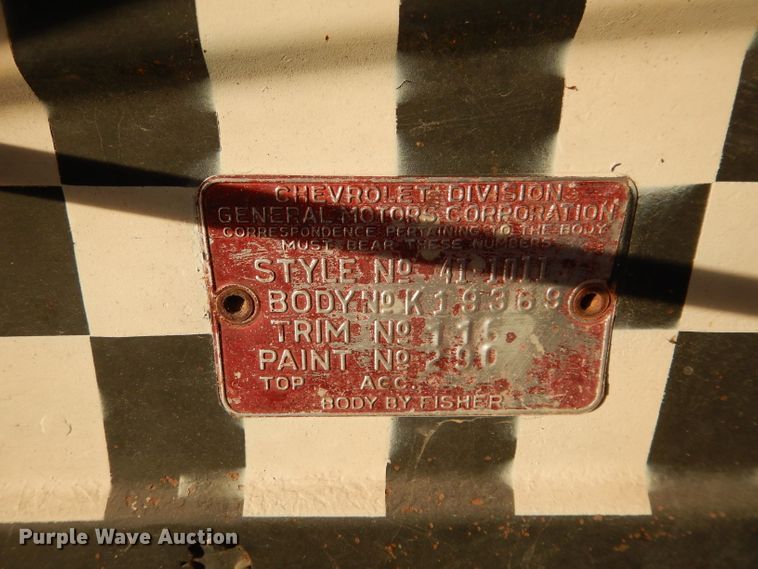 CHEVROLET DIVISION
GENERAL MOTORS CORPORATION
CORRESPONDENCE PERTAINING TO THE BODY
MUST BEAR THESE NUMBERS
STYLE No 41-1011
BODY No K 19369
TRIM No 116
PAINT No 290
TOP ACC.
BODY BY FISHER
Purple Wave Auction